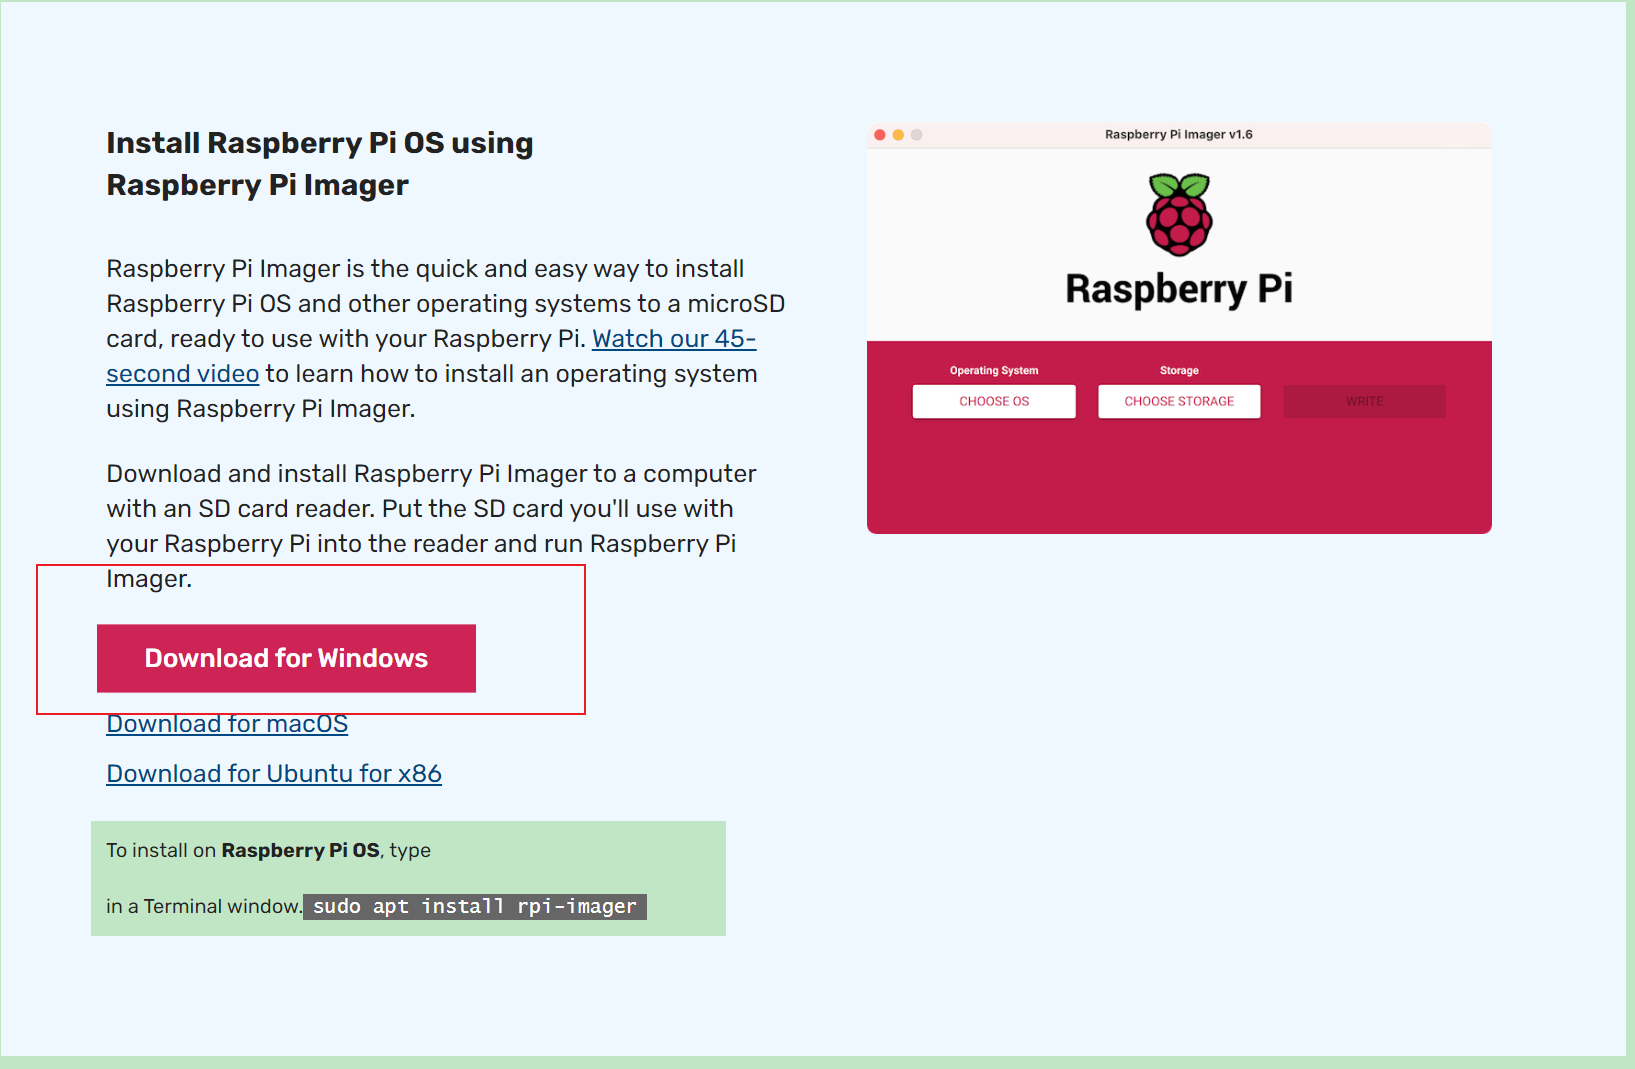 Install Raspberry Pi OS using
Raspberry Pi Imager
Raspberry Pi Imager is the quick and easy way to install
Raspberry Pi OS and other operating systems to a microSD
card, ready to use with your Raspberry Pi. Watch our 45-
second video to learn how to install an operating system
using Raspberry Pi Imager.
Download and install Raspberry Pi Imager to a computer
with an SD card reader. Put the SD card you'll use with
your Raspberry Pi into the reader and run Raspberry Pi
Imager.
Download for Windows
Download for macOS
Download for Ubuntu for x86
To install on Raspberry Pi OS, type
in a Terminal window. sudo apt install rpi-imager
Raspberry Pi Imager v1.6
Raspberry Pi
Operating System
Storage
CHOOSE OS
CHOOSE STORAGE
WRITE